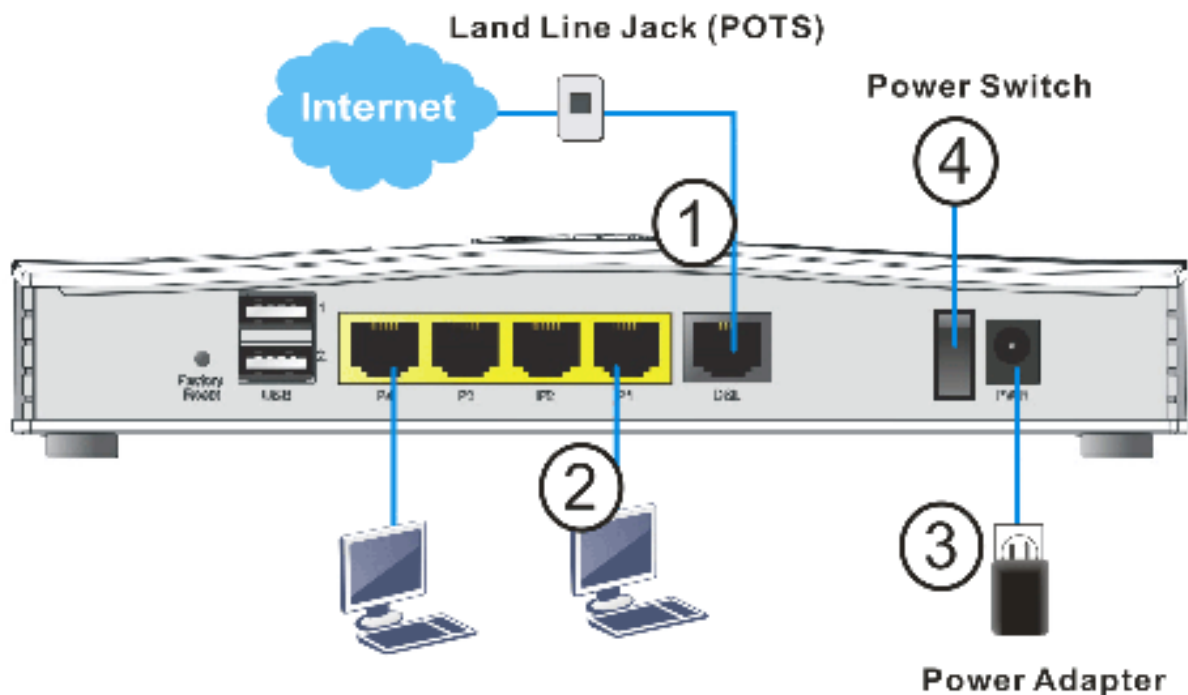 Land Line Jack (POTS)
Internet
Power Switch
1
4
1
2
Factory
Reset
USB
P4
P3
P2
P1
DSL
PWR
2
3
Power Adapter